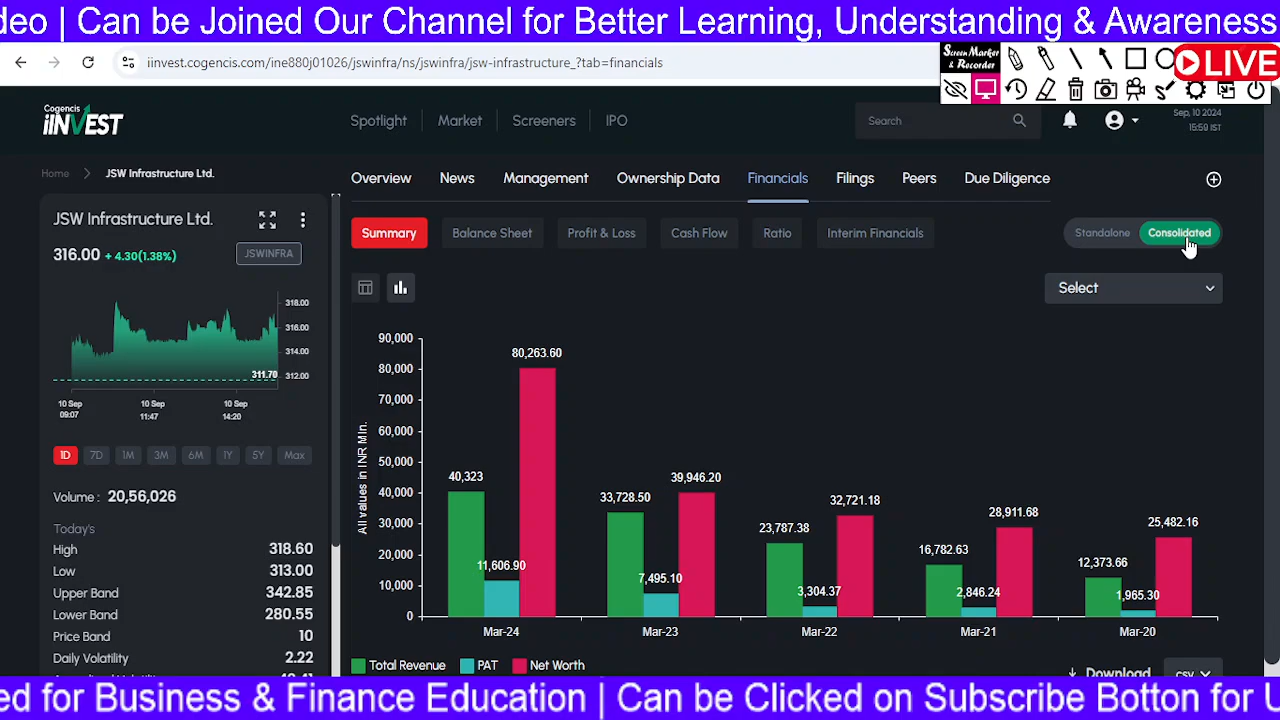 deo | Can be Joined Our Channel for Better Learning, Understanding & Awareness
iinvest.cogencis.com/ine880j01026/jswinfra/ns/jswinfra/jsw-infrastructure_?tab=financials
Screen Marker & Recorder
LIVE
Cogencis
iiNVEST
Spotlight
Market
Screeners
IPO
Search
Sep, 10 2024
15:59 IST
Home
JSW Infrastructure Ltd.
Overview
News
Management
Ownership Data
Financials
Filings
Peers
Due Diligence
JSW Infrastructure Ltd.
316.00 + 4.30(1.38%)
JSWINFRA
318.00
316.00
314.00
312.00
311.70
10 Sep 09:07
10 Sep 11:47
10 Sep 14:20
1D 7D 1M 3M 6M 1Y 5Y Max
Volume : 20,56,026
Today's
High 318.60
Low 313.00
Upper Band 342.85
Lower Band 280.55
Price Band 10
Daily Volatility 2.22
Summary
Balance Sheet
Profit & Loss
Cash Flow
Ratio
Interim Financials
Standalone
Consolidated
Select
All values in INR Mln.
90,000
80,000
70,000
60,000
50,000
40,000
30,000
20,000
10,000
0
40,323
11,606.90
80,263.60
33,728.50
7,495.10
39,946.20
23,787.38
3,304.37
32,721.18
16,782.63
2,846.24
28,911.68
12,373.66
1,965.30
25,482.16
Mar-24
Mar-23
Mar-22
Mar-21
Mar-20
Total Revenue
PAT
Net Worth
Download
csv
ed for Business & Finance Education | Can be Clicked on Subscribe Botton for U